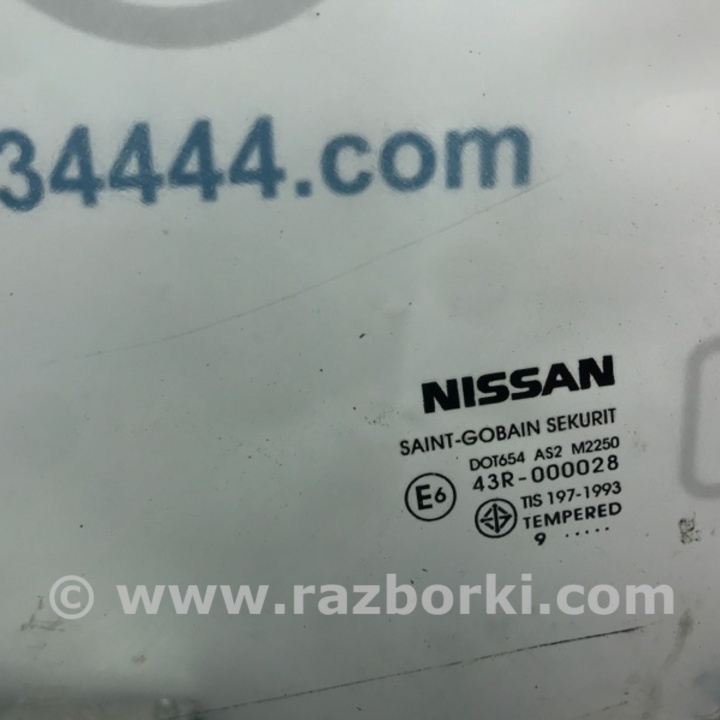 34444.com
NISSAN
SAINT-GOBAIN SEKURIT
DOT654 AS2 M2250
E6 43R-000028
TIS 197-1993
TEMPERED
9 .....
© www.razborki.com